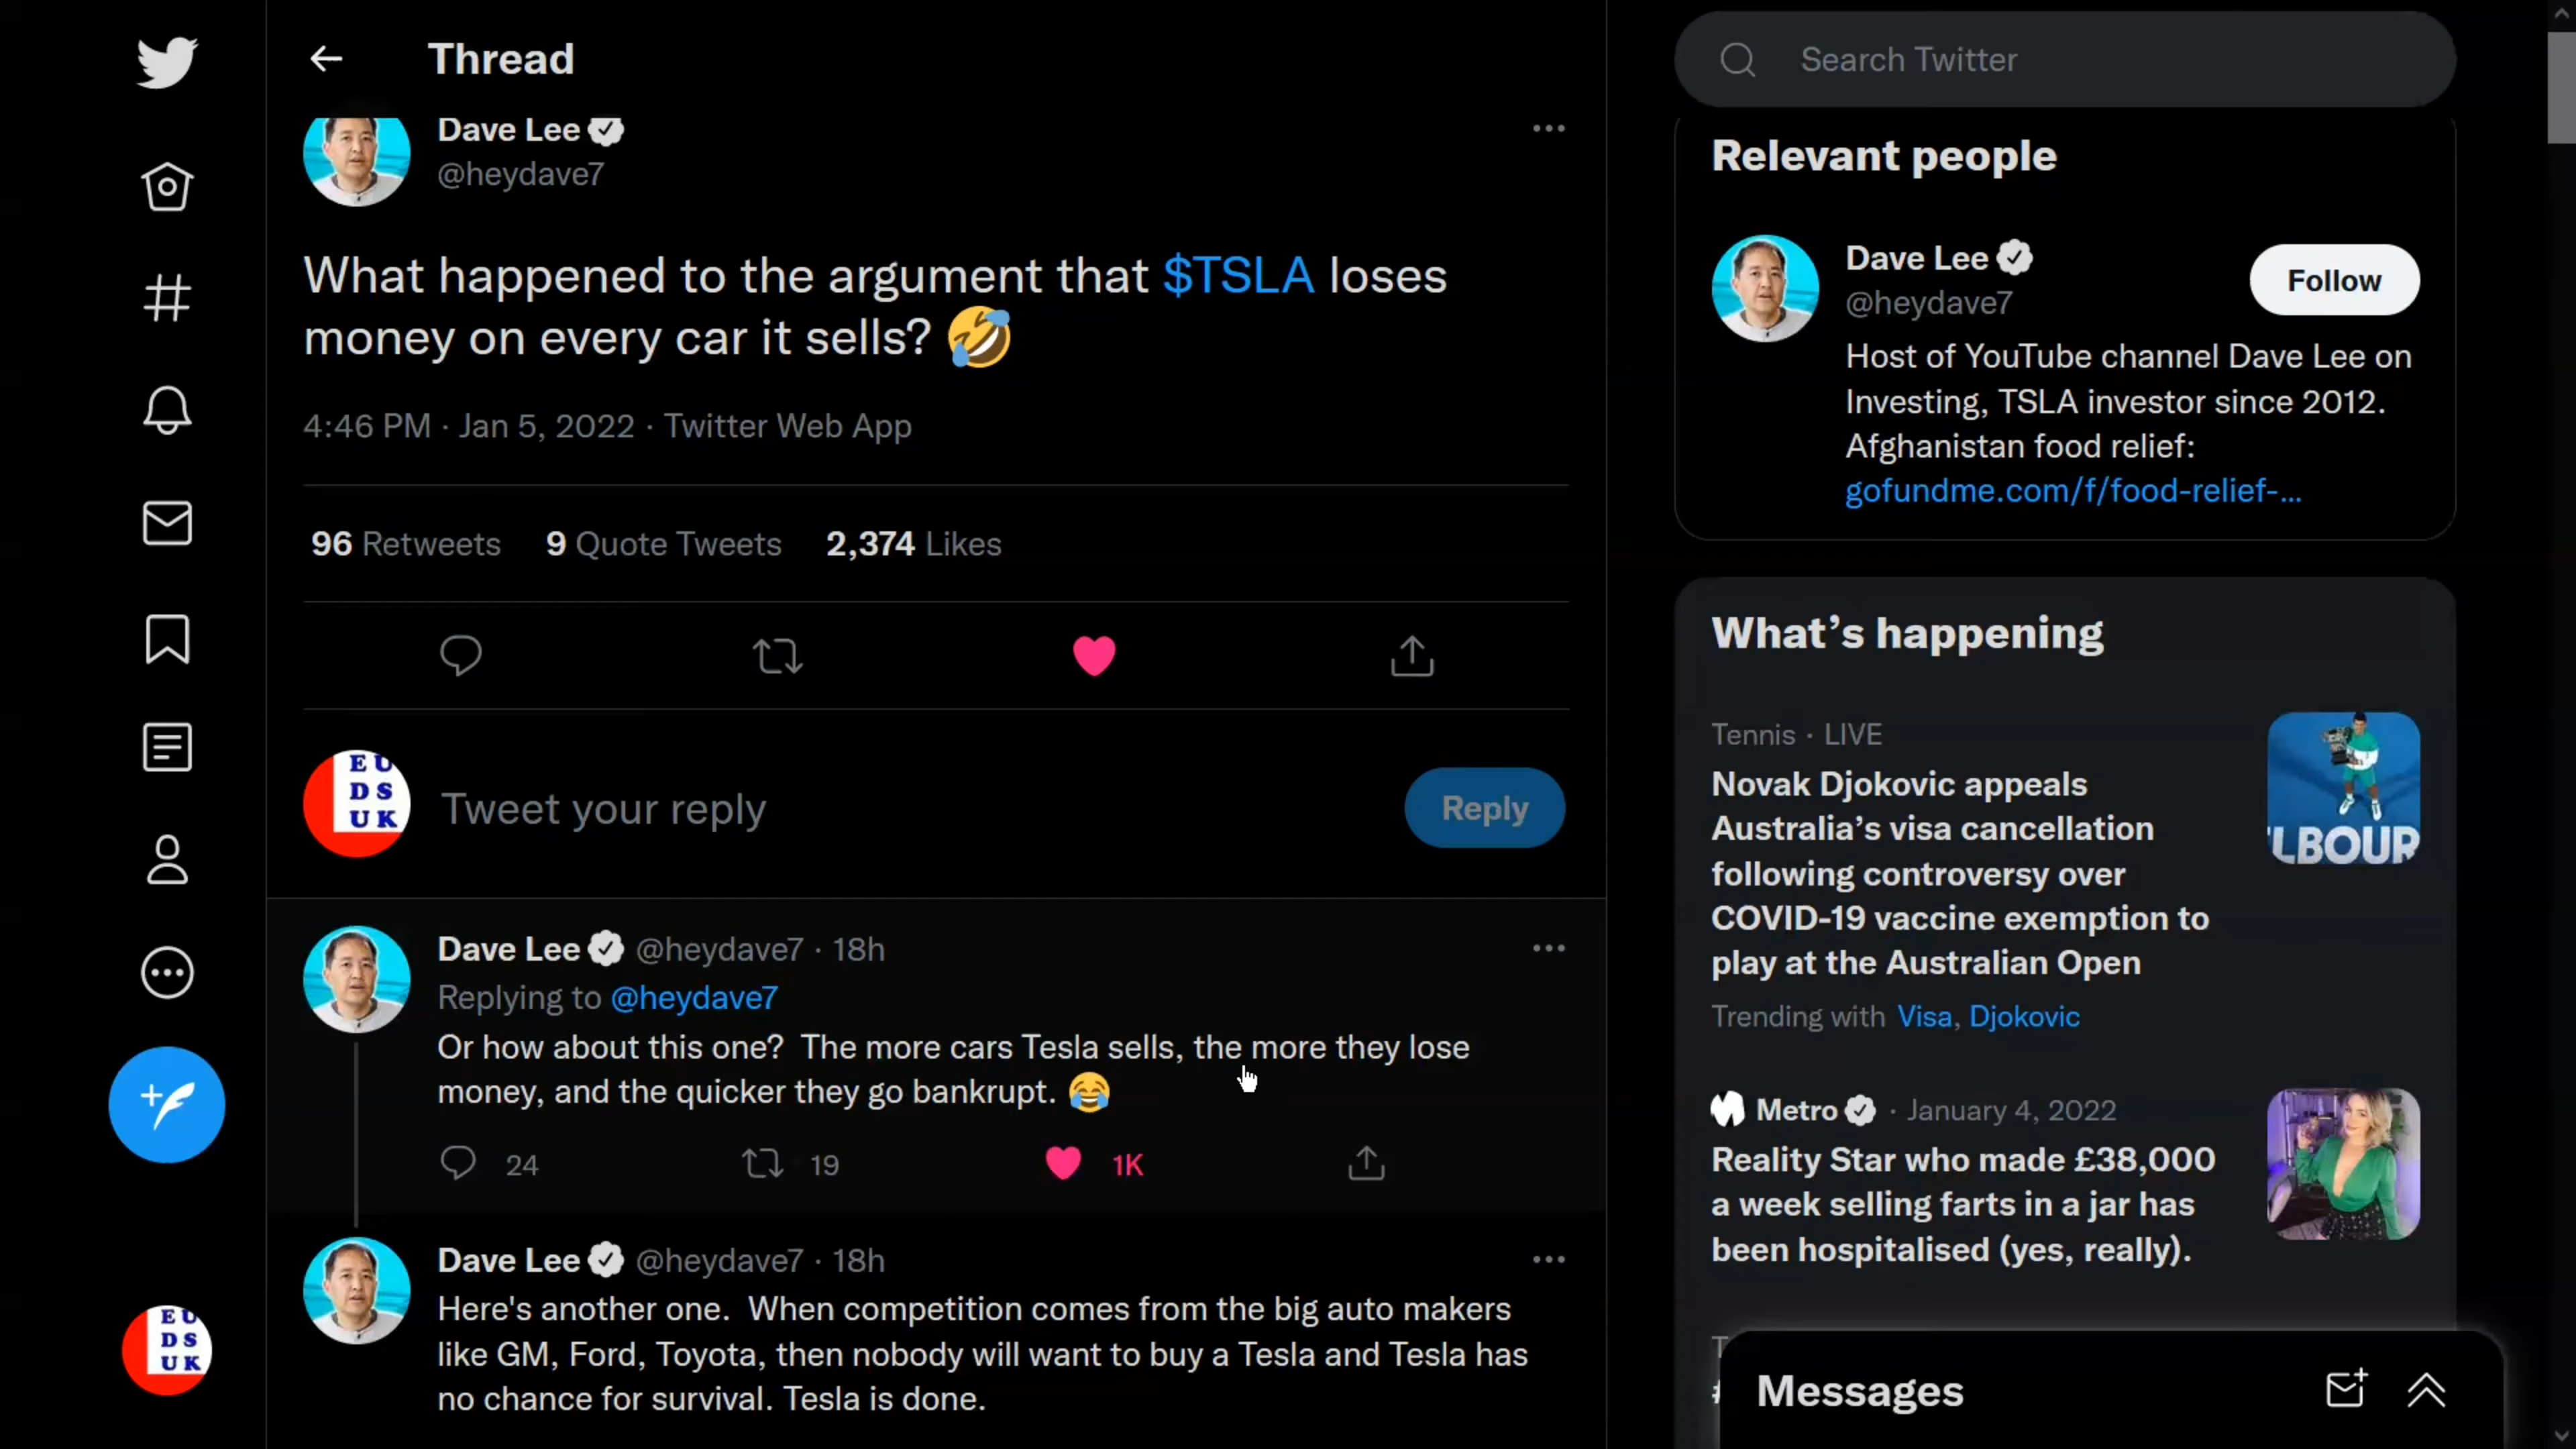 Thread
Dave Lee
@heydave7
What happened to the argument that $TSLA loses
money on every car it sells? 🤣
4:46 PM · Jan 5, 2022 · Twitter Web App
96 Retweets 9 Quote Tweets 2,374 Likes
EU
DS
UK
Tweet your reply
Reply
Dave Lee @heydave7 · 18h
Replying to @heydave7
Or how about this one? The more cars Tesla sells, the more they lose
money, and the quicker they go bankrupt. 😂
24 19 1K
Dave Lee @heydave7 · 18h
Here's another one. When competition comes from the big auto makers
like GM, Ford, Toyota, then nobody will want to buy a Tesla and Tesla has
no chance for survival. Tesla is done.
EU
DS
UK
Search Twitter
Relevant people
Dave Lee
@heydave7
Follow
Host of YouTube channel Dave Lee on
Investing, TSLA investor since 2012.
Afghanistan food relief:
gofundme.com/f/food-relief-...
What's happening
Tennis · LIVE
Novak Djokovic appeals
Australia's visa cancellation
following controversy over
COVID-19 vaccine exemption to
play at the Australian Open
LBOUR
Trending with Visa, Djokovic
Metro · January 4, 2022
Reality Star who made £38,000
a week selling farts in a jar has
been hospitalised (yes, really).
Messages